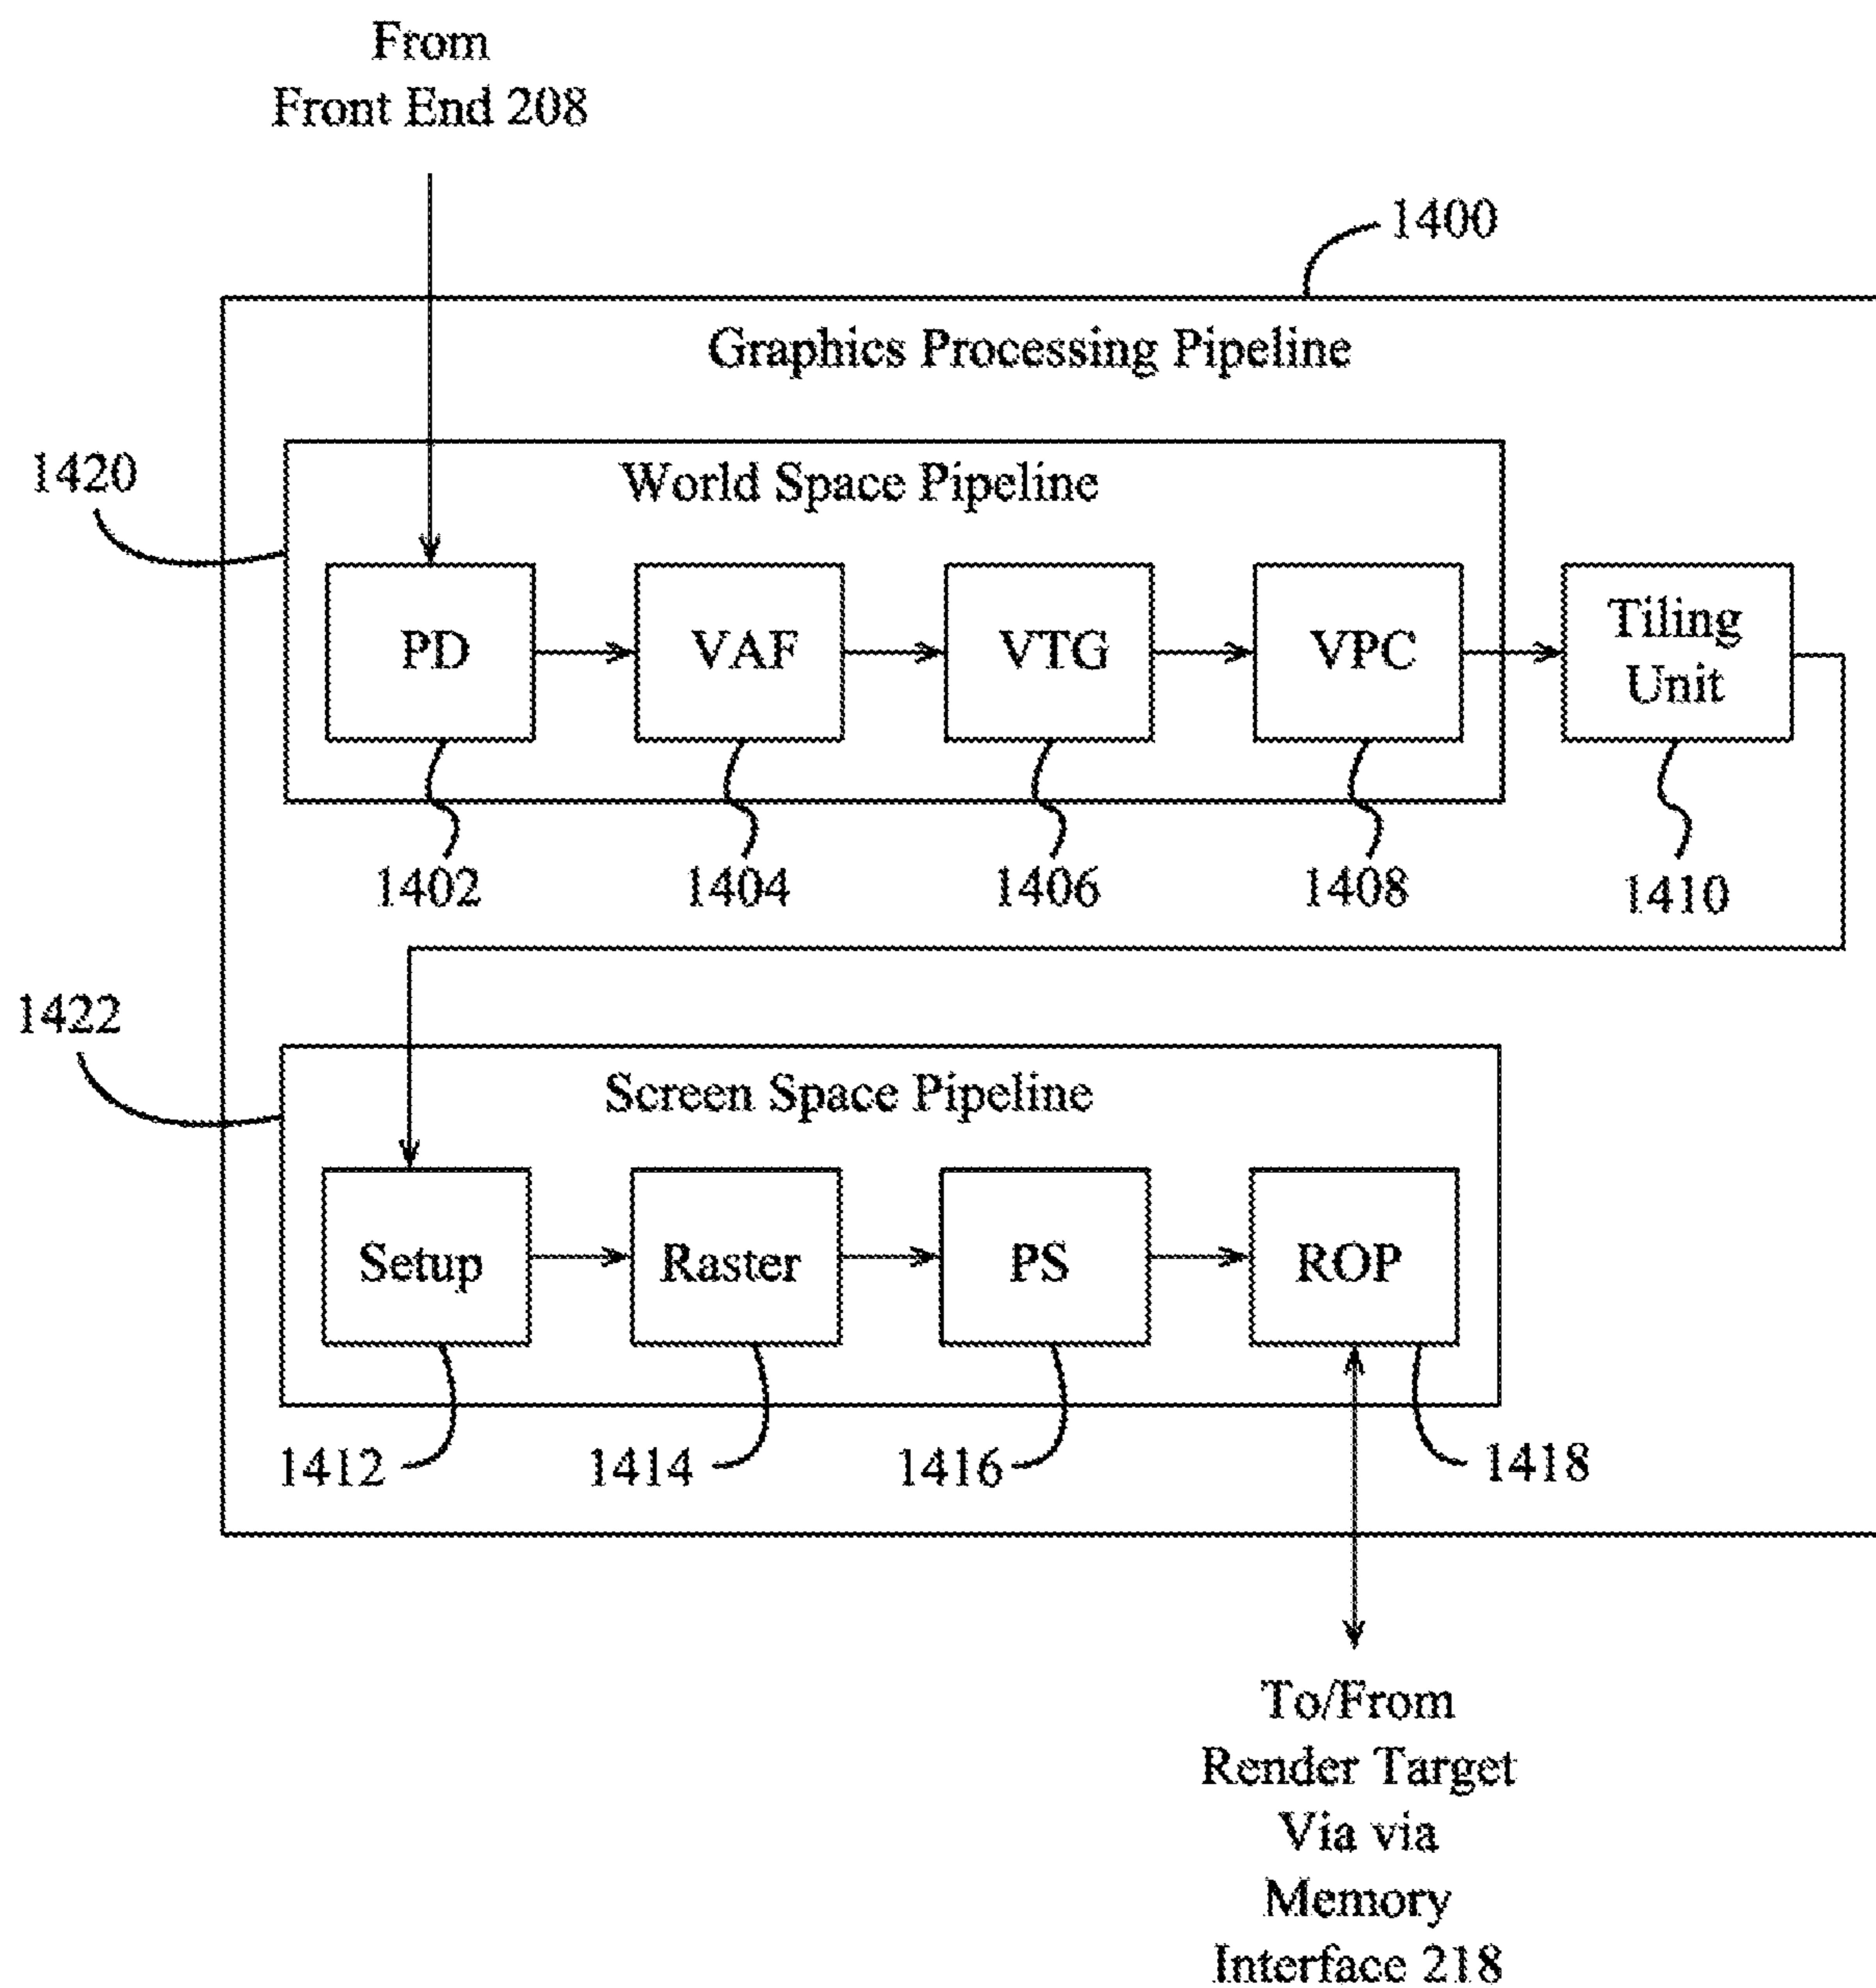 From
Front End 208
1400
Graphics Processing Pipeline
1420
World Space Pipeline
PD
VAF
VTG
VPC
Tiling
Unit
1402
1404
1406
1408
1410
1422
Screen Space Pipeline
Setup
Raster
PS
ROP
1412
1414
1416
1418
To/From
Render Target
Via via
Memory
Interface 218